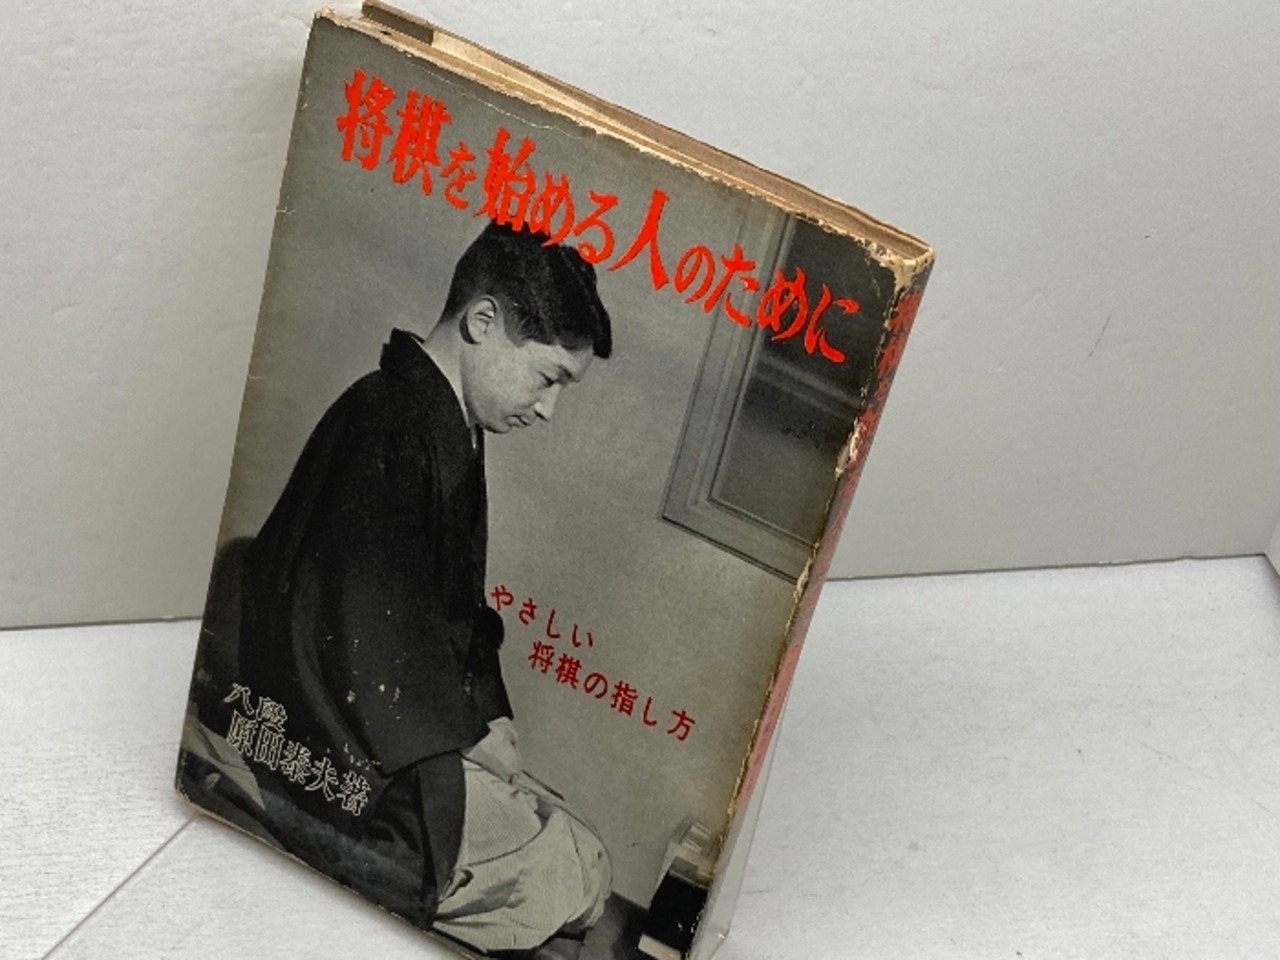 将棋を始める人のために
やさしい
将棋の指し方
八段
原田泰夫著